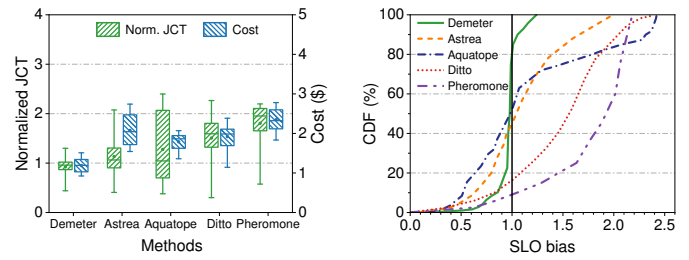 Norm. JCT Cost
Normalized JCT
4
3
2
1
0
Cost ($)
5
4
3
2
1
0
Demeter Astrea Aquatope Ditto Pheromone
Methods
Demeter
Astrea
Aquatope
Ditto
Pheromone
CDF (%)
100
80
60
40
20
0
0.0 0.5 1.0 1.5 2.0 2.5
SLO bias